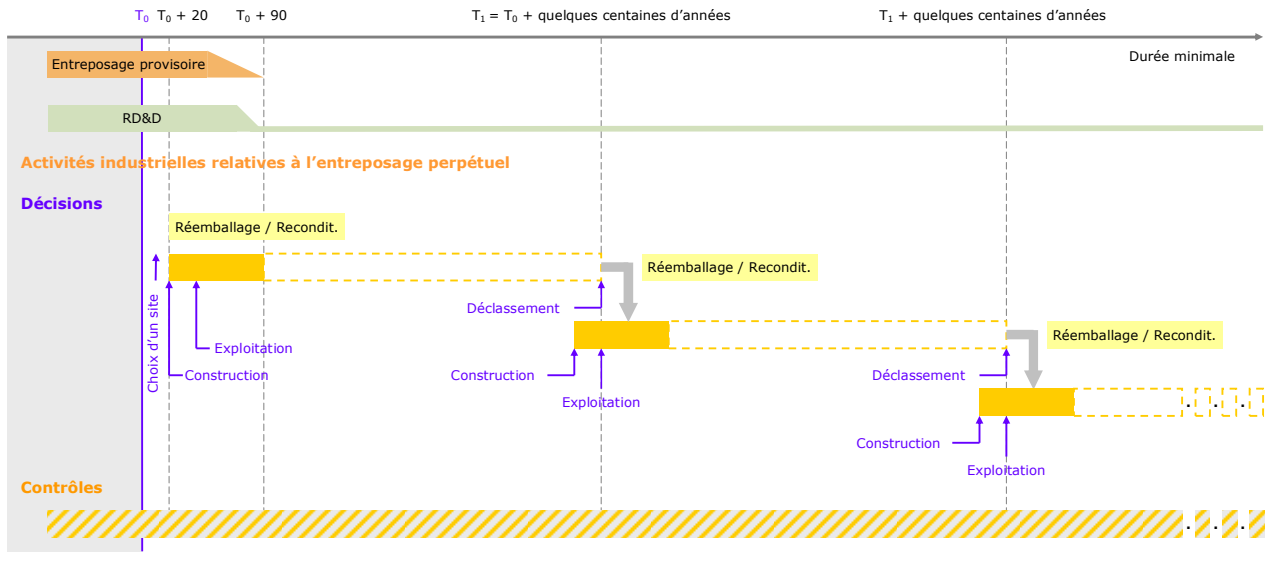 T₀ T₀ + 20 T₀ + 90 T₁ = T₀ + quelques centaines d’années T₁ + quelques centaines d’années
Durée minimale
Entreposage provisoire
RD&D
Activités industrielles relatives à l’entreposage perpétuel
Décisions
Réemballage / Recondit.
Choix d’un site
Exploitation
Construction
Réemballage / Recondit.
Déclassement
Construction
Exploitation
Réemballage / Recondit.
Déclassement
Construction
Exploitation
. . .
Contrôles
. . .